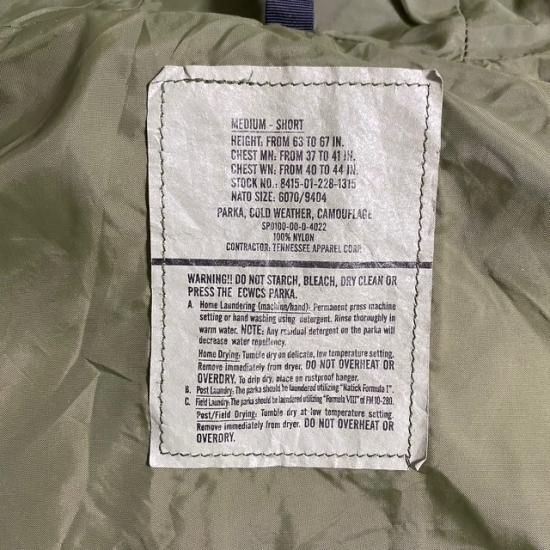 MEDIUM - SHORT
HEIGHT: FROM 63 TO 67 IN.
CHEST MN: FROM 37 TO 41 IN.
CHEST WN: FROM 40 TO 44 IN.
STOCK NO.: 8415-01-228-1315
NATO SIZE: 6070/9404
PARKA, COLD WEATHER, CAMOUFLAGE
SPO100-00-D-4022
100% NYLON
CONTRACTOR: TENNESSEE APPAREL CORP.
WARNING!! DO NOT STARCH, BLEACH, DRY CLEAN OR
PRESS THE ECWCS PARKA.
A. Home Laundering (machine/hand): Permanent press machine
setting or hand washing using detergent. Rinse thoroughly in
warm water. NOTE: Any residual detergent on the parka will
decrease water repellency.
Home Drying: Tumble dry on delicate, low temperature setting.
Remove immediately from dryer. DO NOT OVERHEAT OR
OVERDRY. To drip dry, place on rustproof hanger.
B. Post Laundry: The parka should be laundered utilizing "Natick Formula I".
C. Field Laundry: The parka should be laundered utilizing "Formula VIII" of FM 10-280.
Post/Field Drying: Tumble dry at low temperature setting.
Remove immediately from dryer. DO NOT OVERHEAT OR
OVERDRY.